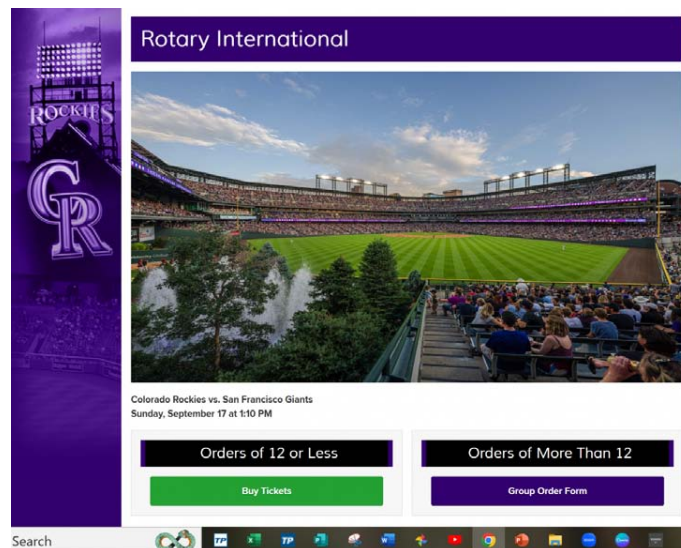 Rotary International
ROCKIES
CR
Colorado Rockies vs. San Francisco Giants
Sunday, September 17 at 1:10 PM
Orders of 12 or Less
Orders of More Than 12
Buy Tickets
Group Order Form
Search